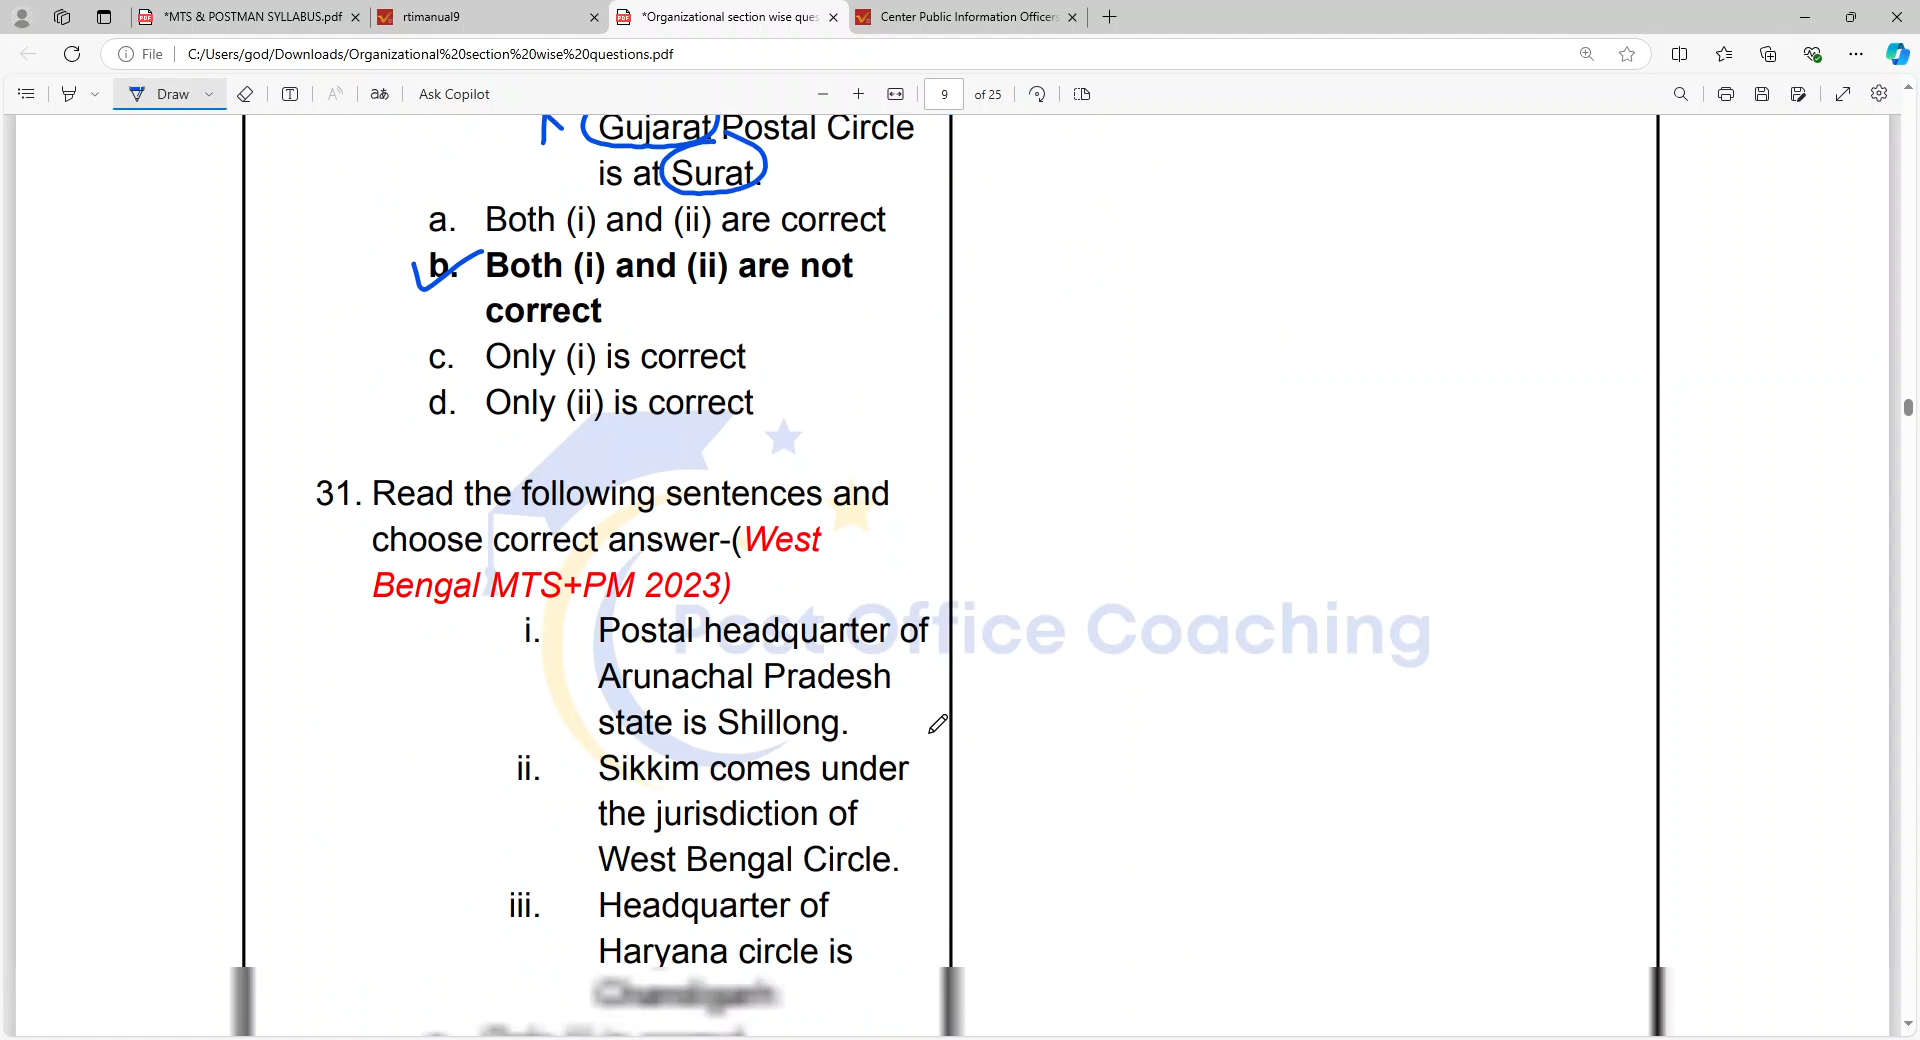 *MTS & POSTMAN SYLLABUS.pdf
rtimanual9
*Organizational section wise ques
Center Public Information Officers
File
C:/Users/god/Downloads/Organizational%20section%20wise%20questions.pdf
Draw
aあ
Ask Copilot
9 of 25
Gujarat Postal Circle
is at Surat.
a. Both (i) and (ii) are correct
b. Both (i) and (ii) are not
correct
c. Only (i) is correct
d. Only (ii) is correct
31. Read the following sentences and
choose correct answer-(West
Bengal MTS+PM 2023)
i. Postal headquarter of
Arunachal Pradesh
state is Shillong.
ii. Sikkim comes under
the jurisdiction of
West Bengal Circle.
iii. Headquarter of
Haryana circle is
Post Office Coaching